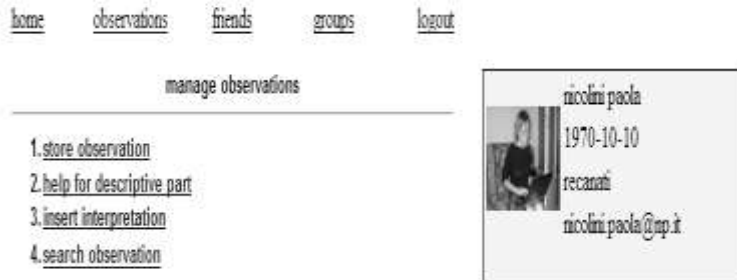 home observations friends groups logout
manage observations
1. store observation
2. help for descriptive part
3. insert interpretation
4. search observation
nicolini paola
1970-10-10
recanati
nicolini.paola@np.it